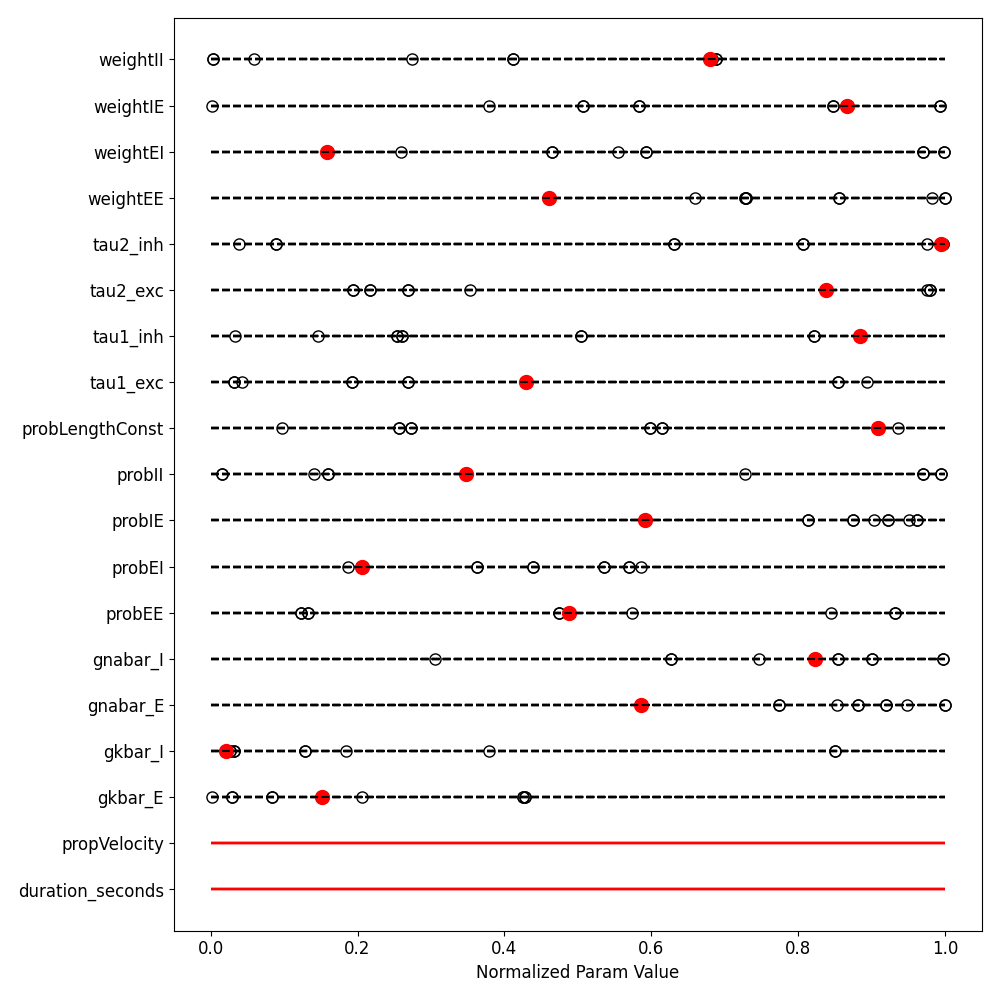 weightII
weightIE
weightEI
weightEE
tau2_inh
tau2_exc
tau1_inh
tau1_exc
probLengthConst
probII
probIE
probEI
probEE
gnabar_I
gnabar_E
gkbar_I
gkbar_E
propVelocity
duration_seconds
0.0 0.2 0.4 0.6 0.8 1.0
Normalized Param Value